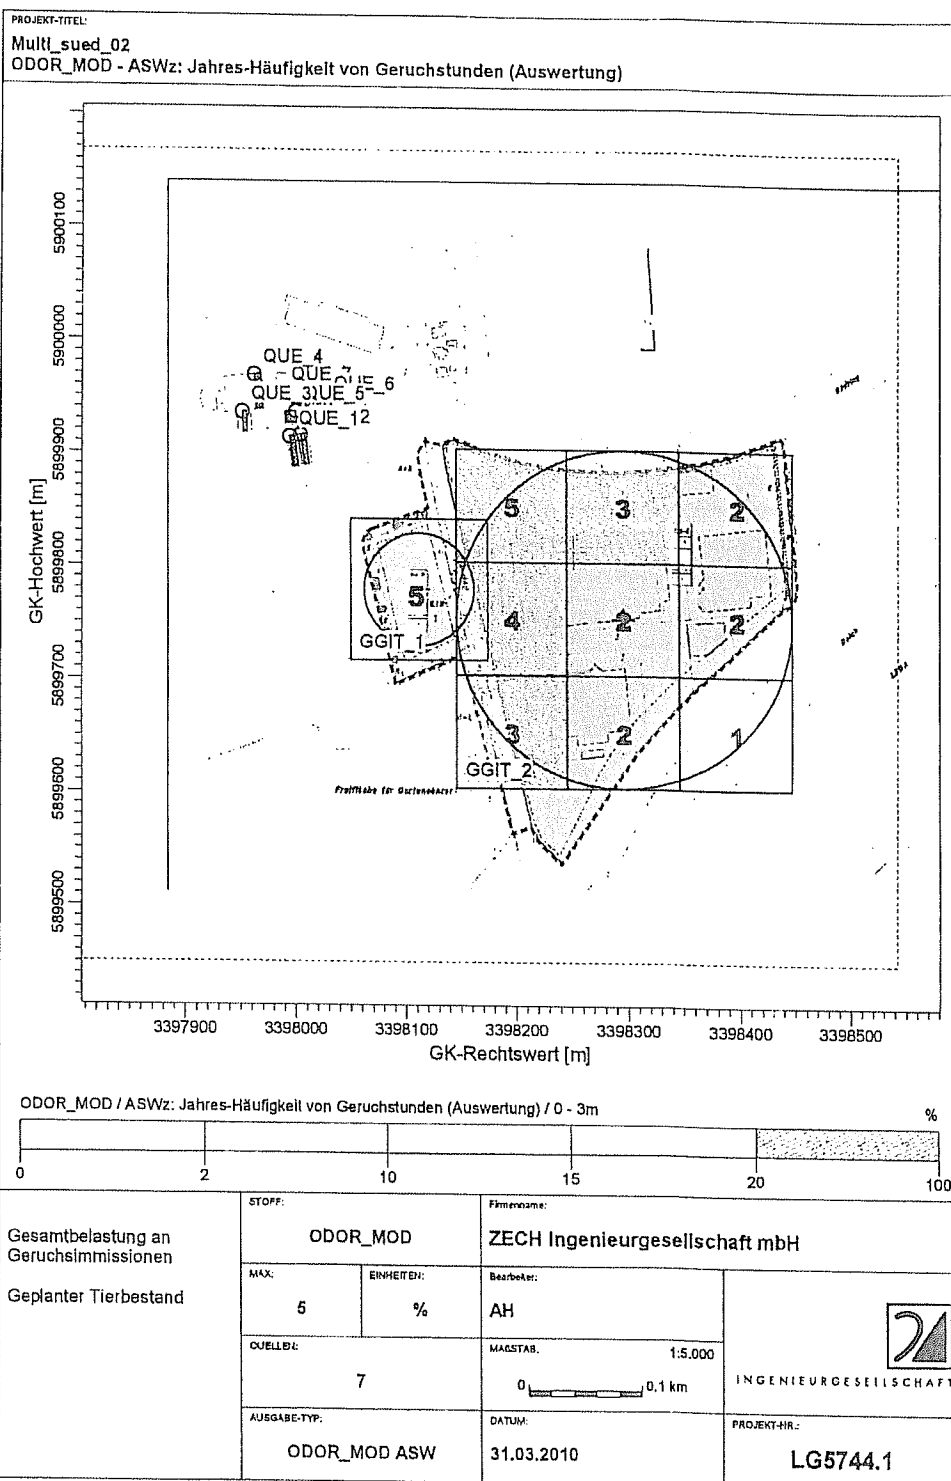 PROJEKT-TITEL:
Multi_sued_02
ODOR_MOD - ASWz: Jahres-Häufigkeit von Geruchstunden (Auswertung)
GK-Hochwert [m]
5900100
5900000
5899900
5899800
5899700
5899600
5899500
QUE_4
QUE_7
QUE_6
QUE_3
QUE_5
QUE_12
5 3 2
5
4 2 2
GGIT_1
3 2 1
GGIT_2
3397900 3398000 3398100 3398200 3398300 3398400 3398500
GK-Rechtswert [m]
ODOR_MOD / ASWz: Jahres-Häufigkeit von Geruchstunden (Auswertung) / 0 - 3m
%
0 2 10 15 20 100
Gesamtbelastung an
Geruchsimmissionen
Geplanter Tierbestand
STOFF:
ODOR_MOD
Firmenname:
ZECH Ingenieurgesellschaft mbH
MAX:
5
EINHEITEN:
%
Bearbeiter:
AH
QUELLEN:
7
MAßSTAB:
1:5.000
0 0,1 km
INGENIEURGESELLSCHAFT
AUSGABE-TYP:
ODOR_MOD ASW
DATUM:
31.03.2010
PROJEKT-NR.:
LG5744.1